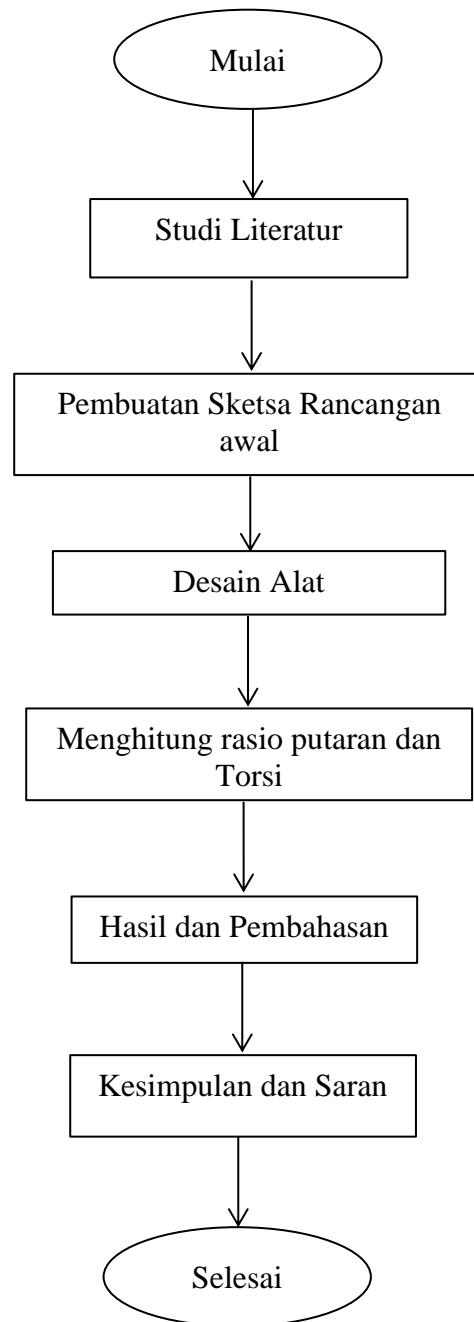 Mulai
Studi Literatur
Pembuatan Sketsa Rancangan
awal
Desain Alat
Menghitung rasio putaran dan
Torsi
Hasil dan Pembahasan
Kesimpulan dan Saran
Selesai